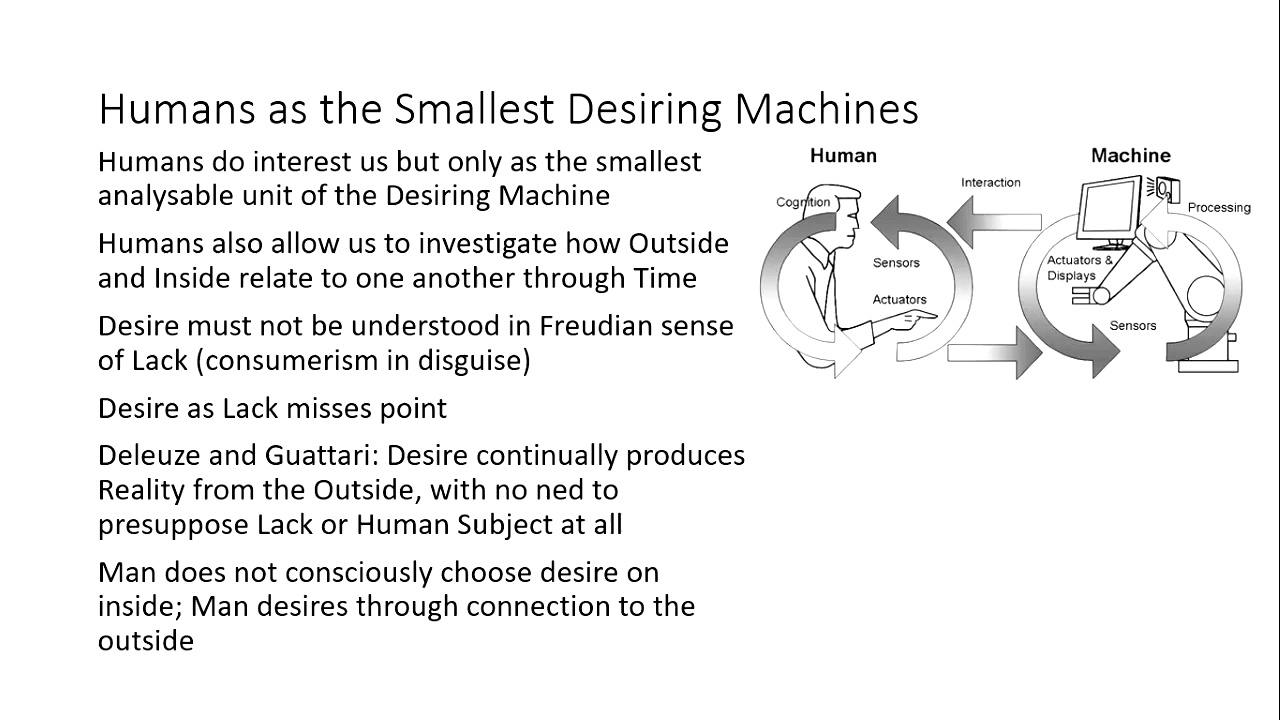 Humans as the Smallest Desiring Machines
Humans do interest us but only as the smallest
analysable unit of the Desiring Machine
Humans also allow us to investigate how Outside
and Inside relate to one another through Time
Desire must not be understood in Freudian sense
of Lack (consumerism in disguise)
Desire as Lack misses point
Deleuze and Guattari: Desire continually produces
Reality from the Outside, with no ned to
presuppose Lack or Human Subject at all
Man does not consciously choose desire on
inside; Man desires through connection to the
outside
Human
Machine
Interaction
Cognition
Processing
Sensors
Actuators &
Displays
Actuators
Sensors